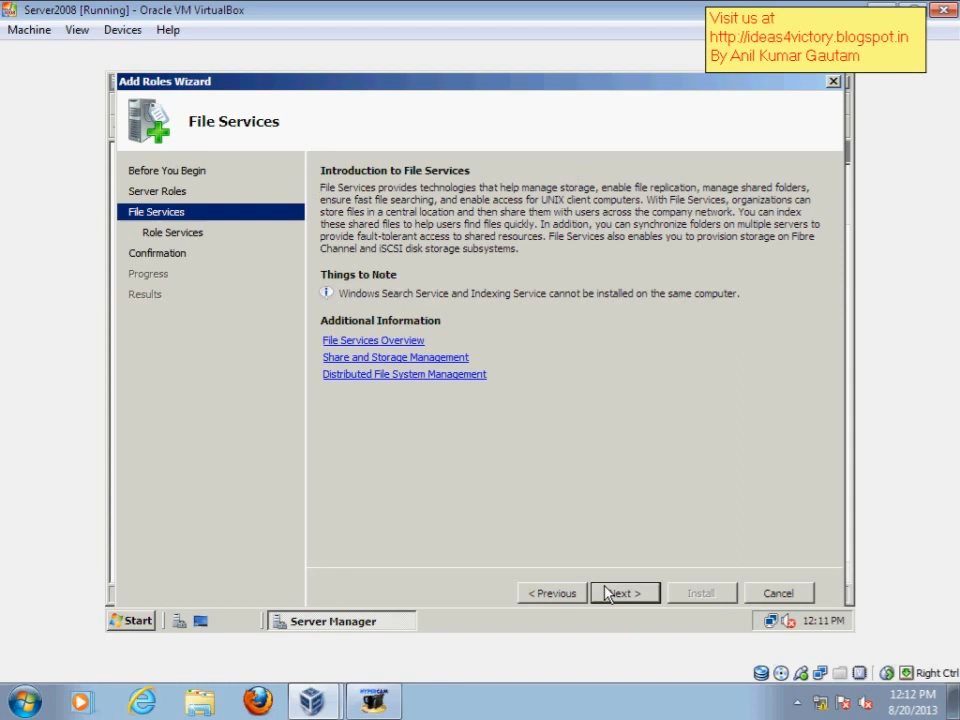 Server2008 [Running] - Oracle VM VirtualBox
Machine View Devices Help
Visit us at
http://ideas4victory.blogspot.in
By Anil Kumar Gautam
Add Roles Wizard
File Services
Before You Begin
Server Roles
File Services
Role Services
Confirmation
Progress
Results
Introduction to File Services
File Services provides technologies that help manage storage, enable file replication, manage shared folders,
ensure fast file searching, and enable access for UNIX client computers. With File Services, organizations can
store files in a central location and then share them with users across the company network. You can index
these shared files to help users find files quickly. In addition, you can synchronize folders on multiple servers to
provide fault-tolerant access to shared resources. File Services also enables you to provision storage on Fibre
Channel and iSCSI disk storage subsystems.
Things to Note
Windows Search Service and Indexing Service cannot be installed on the same computer.
Additional Information
File Services Overview
Share and Storage Management
Distributed File System Management
< Previous Next > Install Cancel
Start Server Manager 12:11 PM
Right Ctrl
HYPERCAM
12:12 PM
8/20/2013